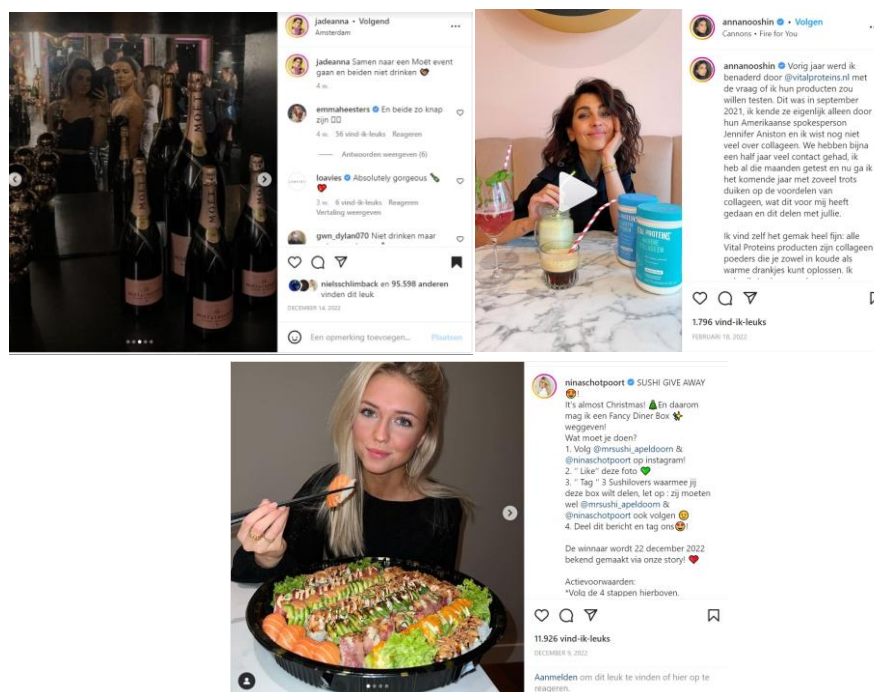 jadeanna • Volgend
Amsterdam
jadeanna Samen naar een Moët event
gaan en beiden niet drinken
4 w.
emmaheesters En beide zo knap
zijn
4 w. 56 vind-ik-leuks Reageren
Antwoorden weergeven (6)
loavies Absolutely gorgeous
3 w. 6 vind-ik-leuks Reageren
Vertaling weergeven
gwn_dylan070 Niet drinken maar
nielsschlimback en 95.598 anderen
vinden dit leuk
DECEMBER 14, 2022
Een opmerking toevoegen... Plaatsen
MOËT
annanooshin • Volgen
Cannons • Fire for You
annanooshin Vorig jaar werd ik
benaderd door @vitalproteins.nl met
de vraag of ik hun producten zou
willen testen. Dit was in september
2021, ik kende ze eigenlijk alleen door
hun Amerikaanse spokesperson
Jennifer Aniston en ik wist nog niet
veel over collageen. We hebben bijna
een half jaar veel contact gehad, ik
heb al die maanden getest en nu ga ik
het komende jaar met zoveel trots
duiken op de voordelen van
collageen, wat dit voor mij heeft
gedaan en dit delen met jullie.
Ik vind zelf het gemak heel fijn: alle
Vital Proteins producten zijn collageen
poeders die je zowel in koude als
warme drankjes kunt oplossen. Ik
1.796 vind-ik-leuks
FEBRUARI 18, 2022
VITAL PROTEINS
ninaschotpoort SUSHI GIVE AWAY
!
It's almost Christmas! En daarom
mag ik een Fancy Diner Box
weggeven!
Wat moet je doen?
1. Volg @mrsushi_apeldoorn &
@ninaschotpoort op instagram!
2. " Like" deze foto
3. " Tag " 3 Sushilovers waarmee jij
deze box wilt delen, let op : zij moeten
wel @mrsushi_apeldoorn &
@ninaschotpoort ook volgen
4. Deel dit bericht en tag ons !
De winnaar wordt 22 december 2022
bekend gemaakt via onze story!
Actievoorwaarden:
*Volg de 4 stappen hierboven.
11.926 vind-ik-leuks
DECEMBER 9, 2022
Aanmelden om dit leuk te vinden of hier op te
reageren.